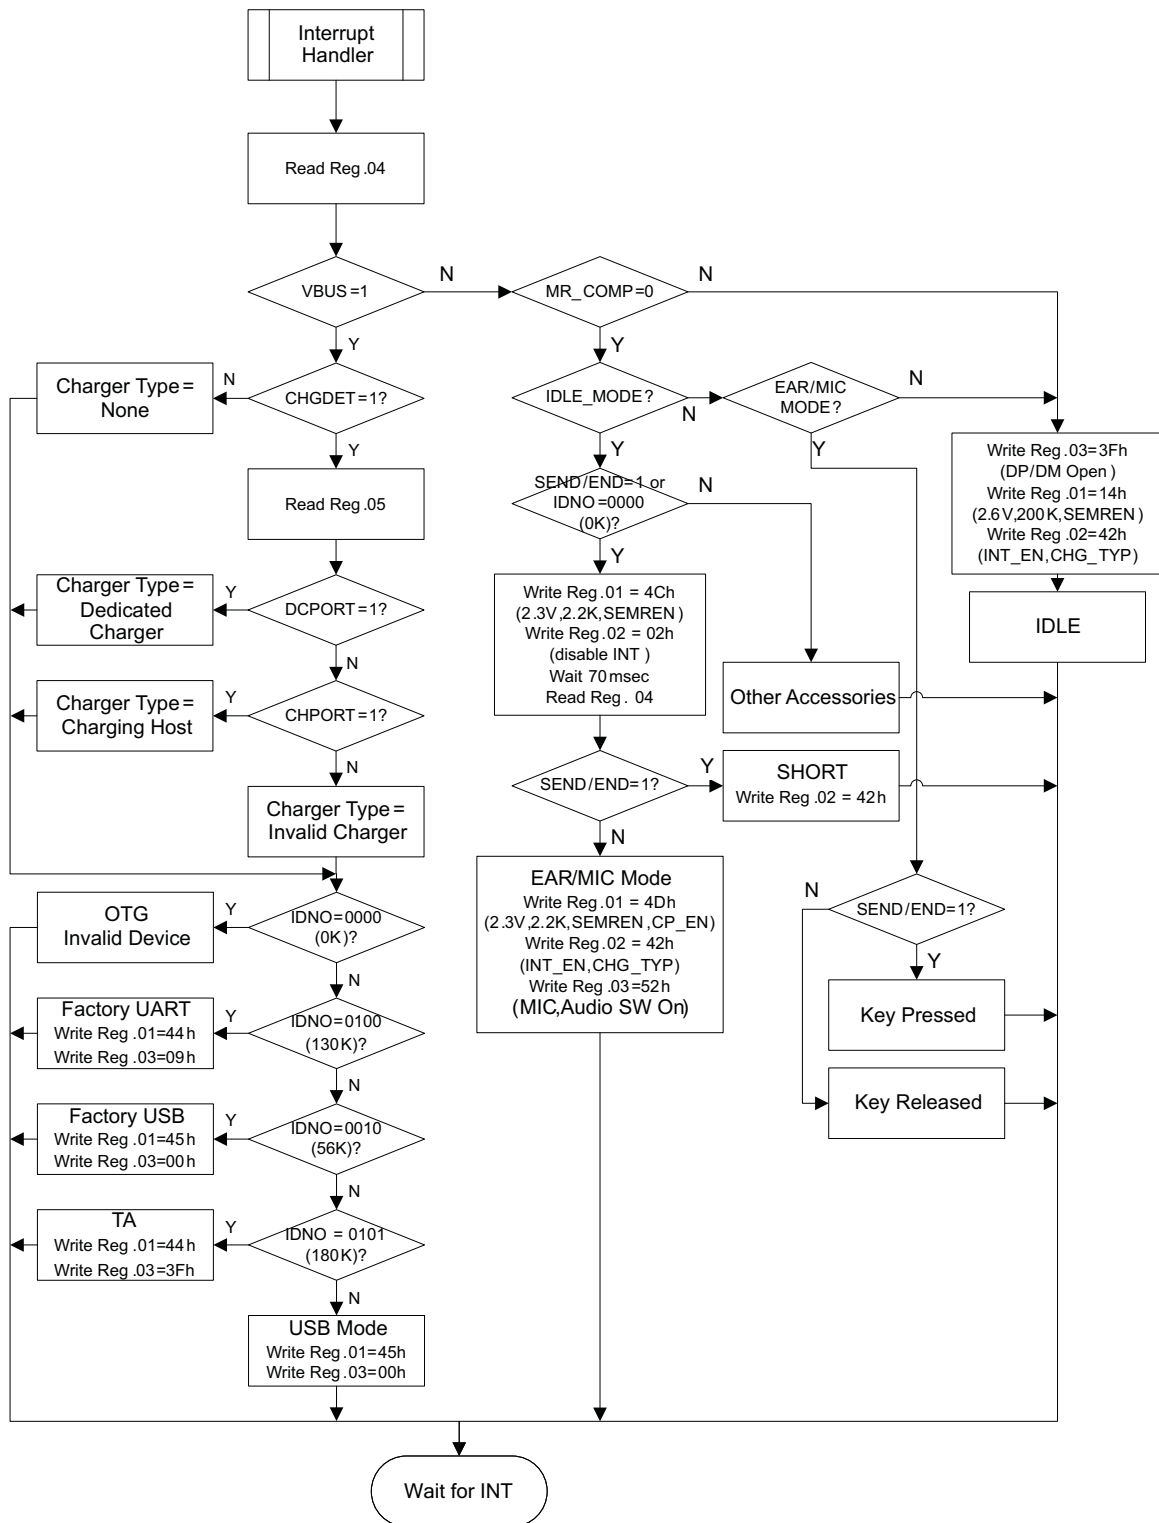 Interrupt
Handler
Read Reg.04
VBUS=1
N
MR_COMP=0
N
Y
Y
Charger Type=
None
N
CHGDET=1?
IDLE_MODE?
N
EAR/MIC
MODE?
N
Y
Y
Y
Write Reg.03=3Fh
(DP/DM Open)
Write Reg.01=14h
(2.6V,200K,SEMREN)
Write Reg.02=42h
(INT_EN,CHG_TYP)
Read Reg.05
SEND/END=1 or
IDNO=0000
(0K)?
N
Y
Charger Type=
Dedicated
Charger
Y
DCPORT=1?
N
Write Reg.01 = 4Ch
(2.3V,2.2K,SEMREN)
Write Reg.02 = 02h
(disable INT)
Wait 70msec
Read Reg. 04
IDLE
Other Accessories
Charger Type=
Charging Host
Y
CHPORT=1?
N
SEND/END=1?
Y
SHORT
Write Reg.02 = 42h
N
Charger Type=
Invalid Charger
EAR/MIC Mode
Write Reg.01 = 4Dh
(2.3V,2.2K,SEMREN,CP_EN)
Write Reg.02 = 42h
(INT_EN,CHG_TYP)
Write Reg.03=52h
(MIC,Audio SW On)
N
SEND/END=1?
Y
OTG
Invalid Device
Y
IDNO=0000
(0K)?
N
Key Pressed
Factory UART
Write Reg.01=44h
Write Reg.03=09h
Y
IDNO=0100
(130K)?
N
Key Released
Factory USB
Write Reg.01=45h
Write Reg.03=00h
Y
IDNO=0010
(56K)?
N
TA
Write Reg.01=44h
Write Reg.03=3Fh
Y
IDNO = 0101
(180K)?
N
USB Mode
Write Reg.01=45h
Write Reg.03=00h
Wait for INT